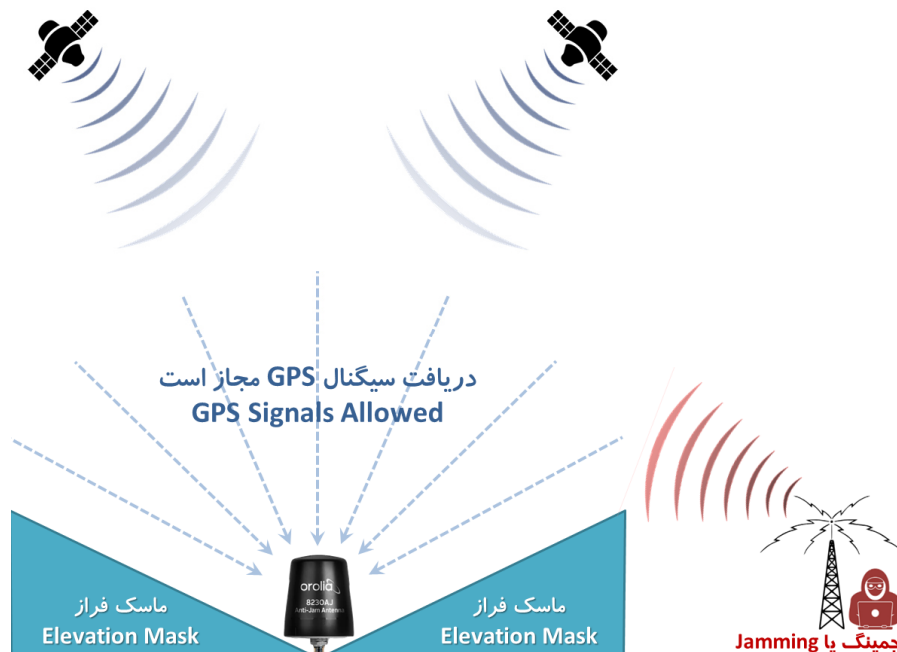 دریافت سیگنال GPS مجاز است
GPS Signals Allowed
orolia
8230AJ
Anti-Jam Antenna
ماسک فراز
Elevation Mask
ماسک فراز
Elevation Mask
جمینگ یا Jamming